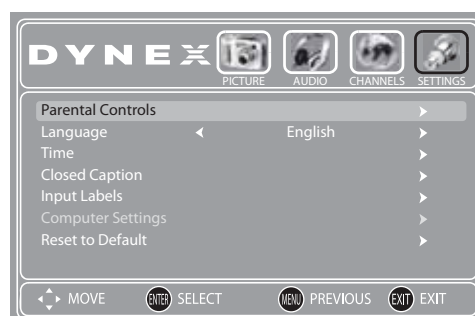 DYNEX
PICTURE AUDIO CHANNELS SETTINGS
Parental Controls
Language English
Time
Closed Caption
Input Labels
Computer Settings
Reset to Default
MOVE ENTER SELECT MENU PREVIOUS EXIT EXIT